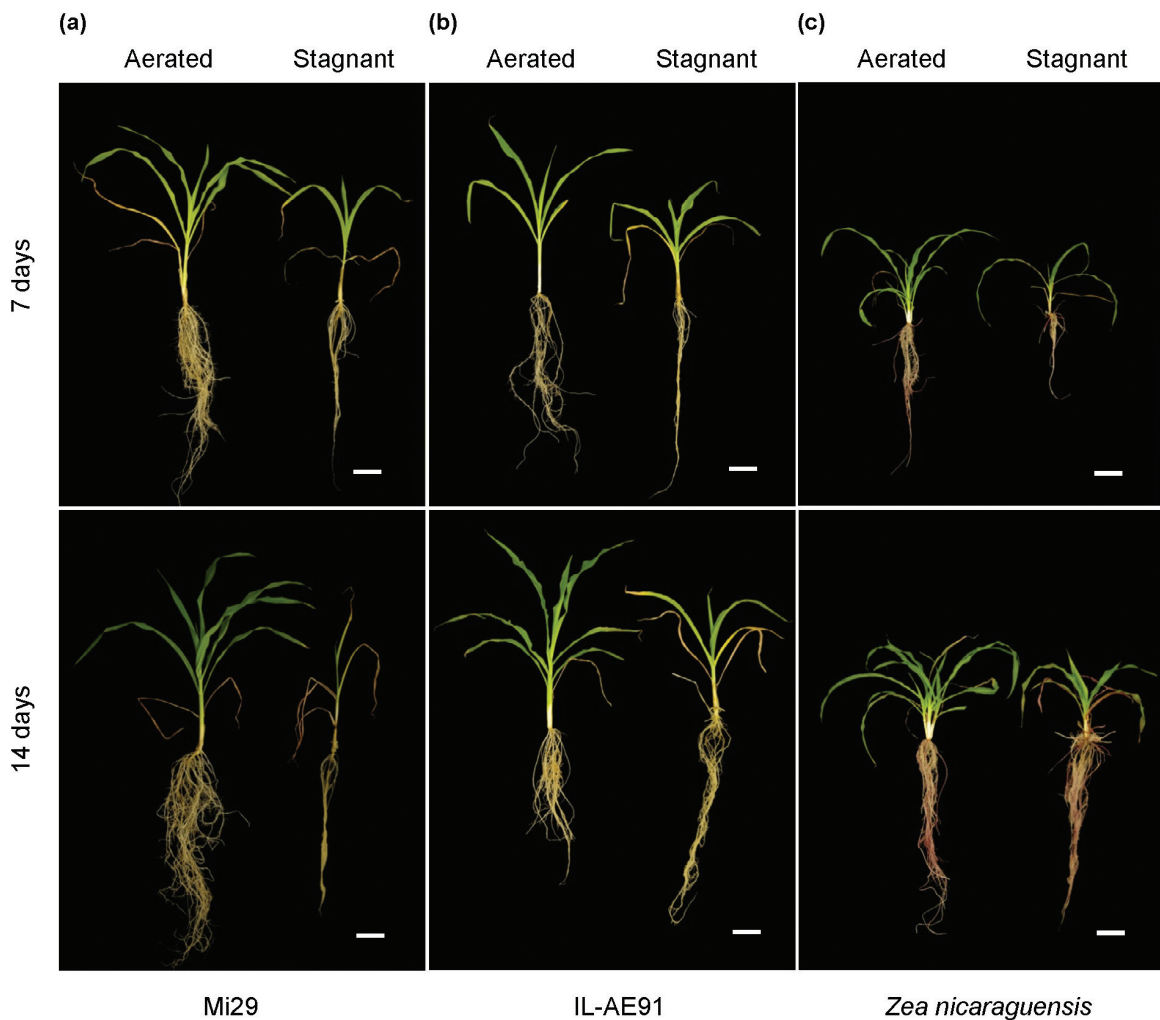 (a) (b) (c)
Aerated Stagnant Aerated Stagnant Aerated Stagnant
7 days
14 days
Mi29 IL-AE91 Zea nicaraguensis